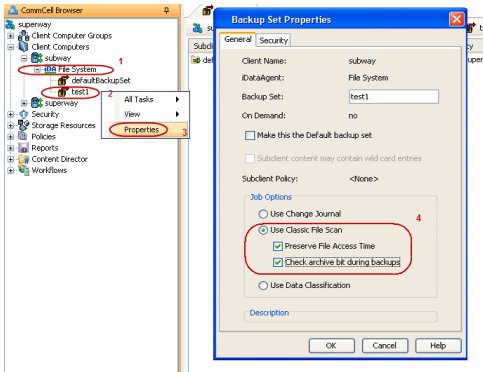 CommCell Browser
superway
Client Computer Groups
Client Computers
subway
1
iDA File System
defaultBackupSet
test1
2
superway
Security
Storage Resources
Policies
Reports
Content Director
Workflows
All Tasks
View
Properties
3
Backup Set Properties
General
Security
Client Name:
subway
iDataAgent:
File System
Backup Set:
test1
On Demand:
no
Make this the Default backup set
Subclient content may contain wild card entries
Subclient Policy:
<None>
Job Options
Use Change Journal
4
Use Classic File Scan
Preserve File Access Time
Check archive bit during backups
Use Data Classification
Description
OK
Cancel
Help